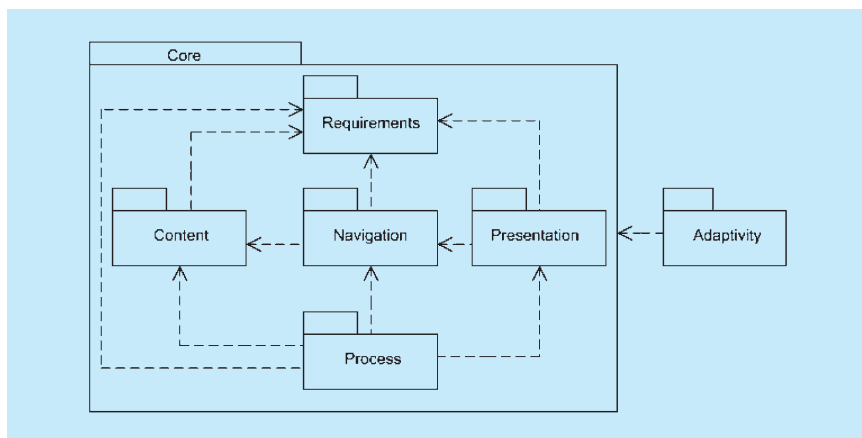 Core
Requirements
Content
Navigation
Presentation
Adaptivity
Process